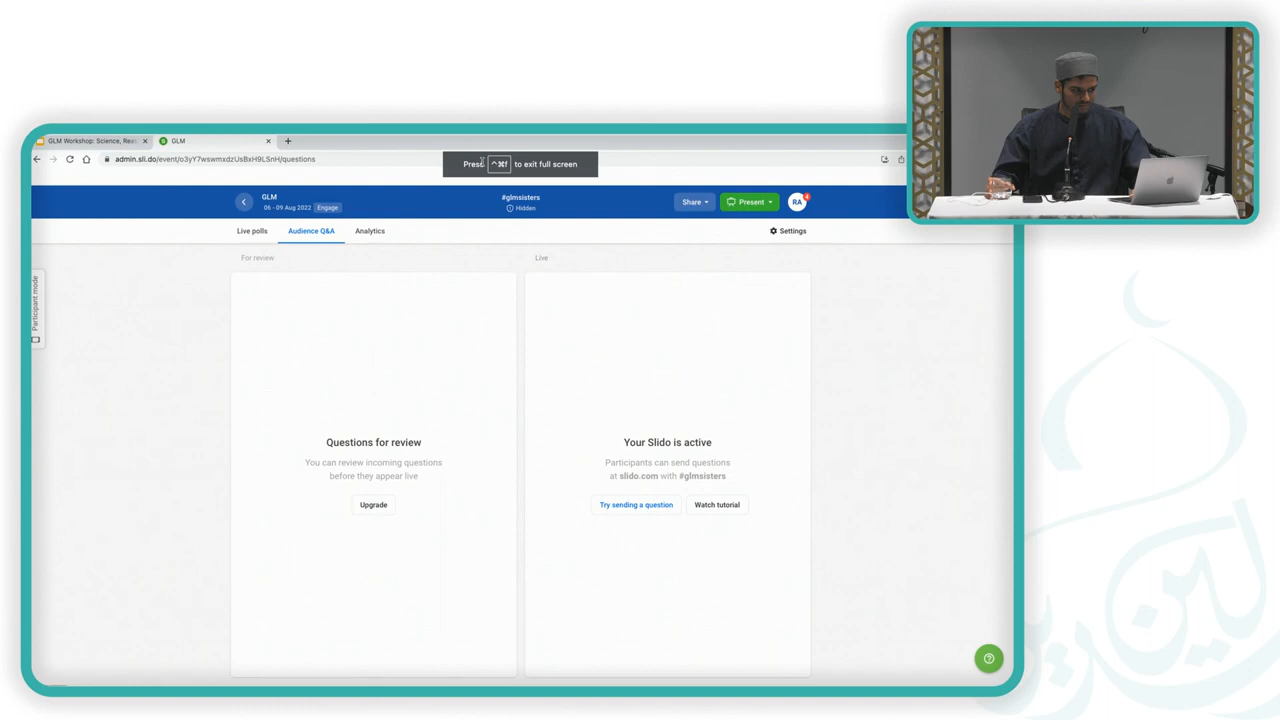 GLM Workshop: Science, Reas
GLM
admin.sli.do/event/o3yY7wswmxdzUsBxH9LSnH/questions
Press ^⌘f to exit full screen
GLM
06 - 09 Aug 2022 Engage
#glmsisters
Hidden
Share
Present
RA
4
Live polls
Audience Q&A
Analytics
Settings
For review
Live
Participant mode
Questions for review
You can review incoming questions
before they appear live
Upgrade
Your Slido is active
Participants can send questions
at slido.com with #glmsisters
Try sending a question
Watch tutorial